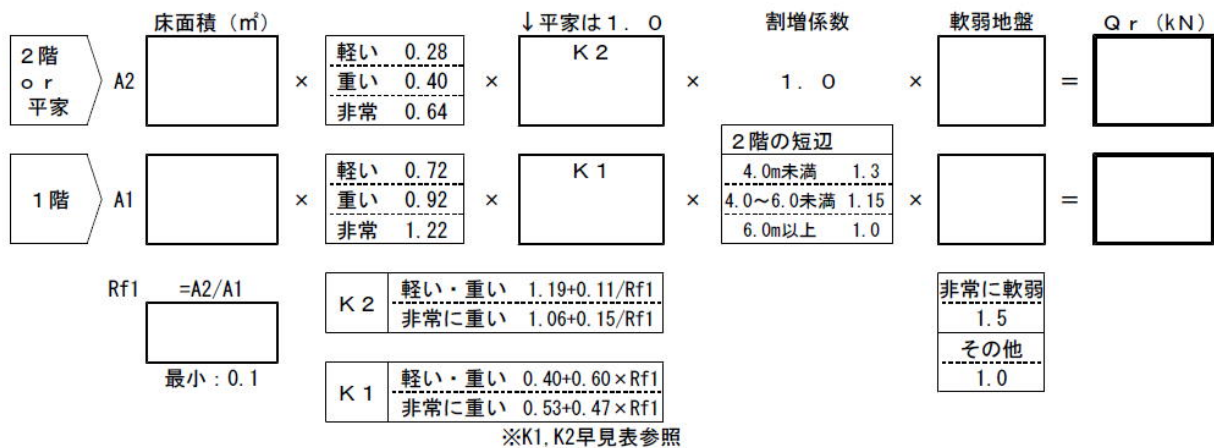 床面積（㎡） ↓平家は１．０ 割増係数 軟弱地盤 Ｑｒ（kN）
２階
ｏｒ
平家
A2
×
軽い 0.28
重い 0.40
非常 0.64
×
Ｋ２
×
１．０
×
=
１階
A1
×
軽い 0.72
重い 0.92
非常 1.22
×
Ｋ１
×
２階の短辺
4.0m未満 1.3
4.0～6.0未満 1.15
6.0m以上 1.0
×
=
Rf1 =A2/A1
最小：0.1
Ｋ２
軽い・重い 1.19+0.11/Rf1
非常に重い 1.06+0.15/Rf1
Ｋ１
軽い・重い 0.40+0.60×Rf1
非常に重い 0.53+0.47×Rf1
※K1,K2早見表参照
非常に軟弱
1.5
その他
1.0